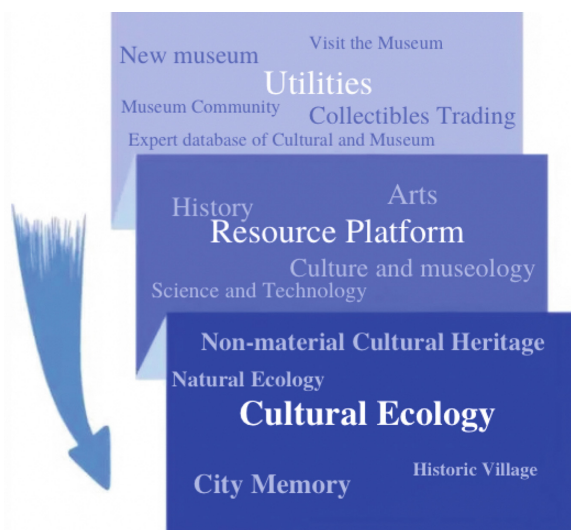 Visit the Museum
New museum
Utilities
Museum Community
Collectibles Trading
Expert database of Cultural and Museum
Arts
History
Resource Platform
Culture and museology
Science and Technology
Non-material Cultural Heritage
Natural Ecology
Cultural Ecology
Historic Village
City Memory